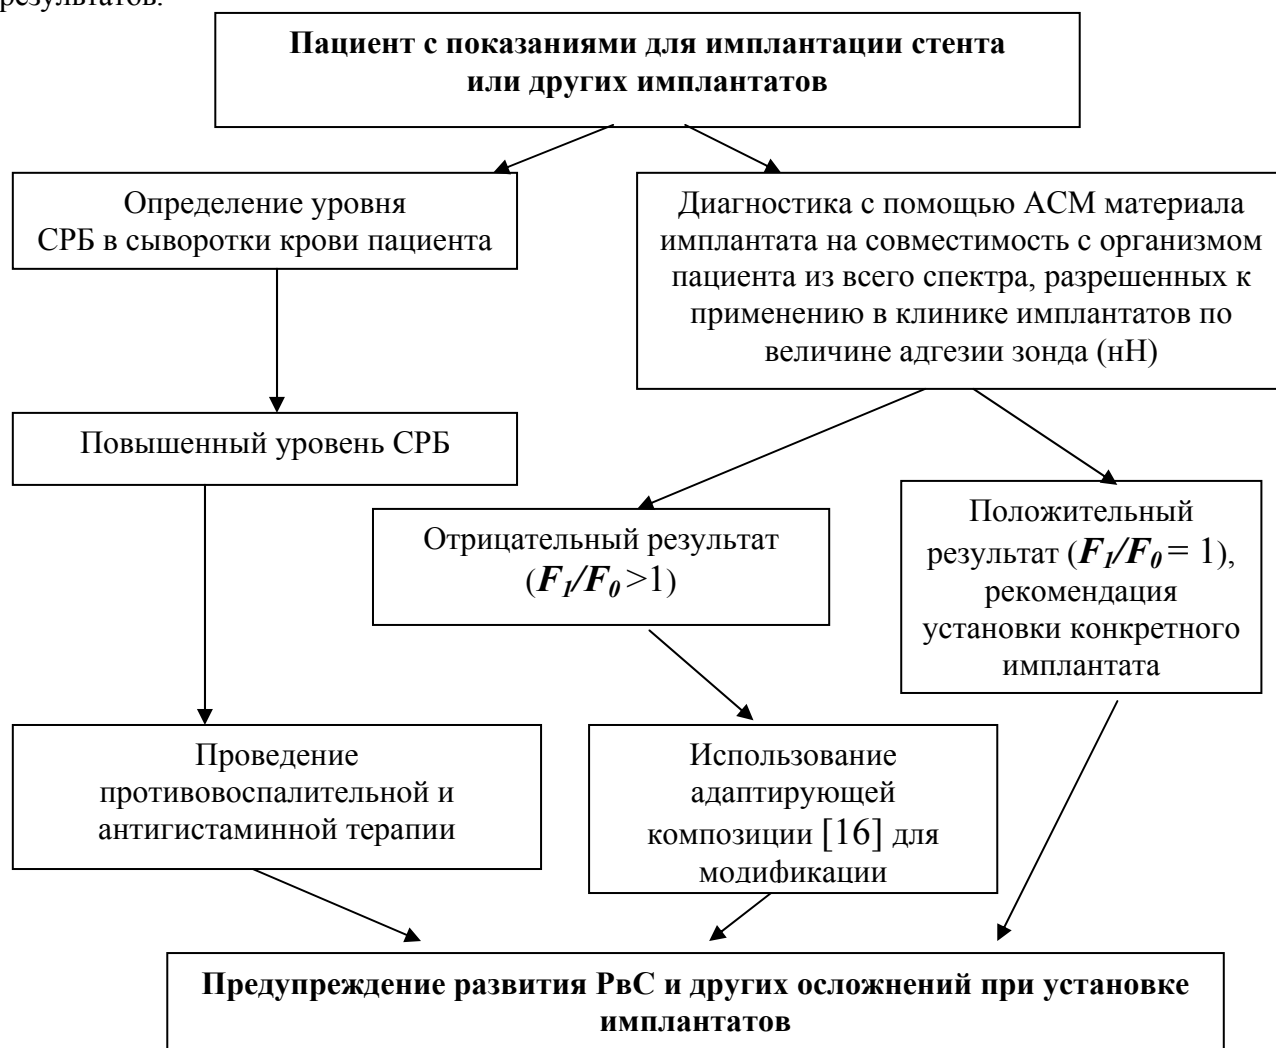 результатов.
Пациент с показаниями для имплантации стента
или других имплантатов
Определение уровня
СРБ в сыворотки крови пациента
Диагностика с помощью АСМ материала
имплантата на совместимость с организмом
пациента из всего спектра, разрешенных к
применению в клинике имплантатов по
величине адгезии зонда (нН)
Повышенный уровень СРБ
Отрицательный результат
(F1/F0 >1)
Положительный
результат (F1/F0 = 1),
рекомендация
установки конкретного
имплантата
Проведение
противовоспалительной и
антигистаминной терапии
Использование
адаптирующей
композиции [16] для
модификации
Предупреждение развития РвС и других осложнений при установке
имплантатов